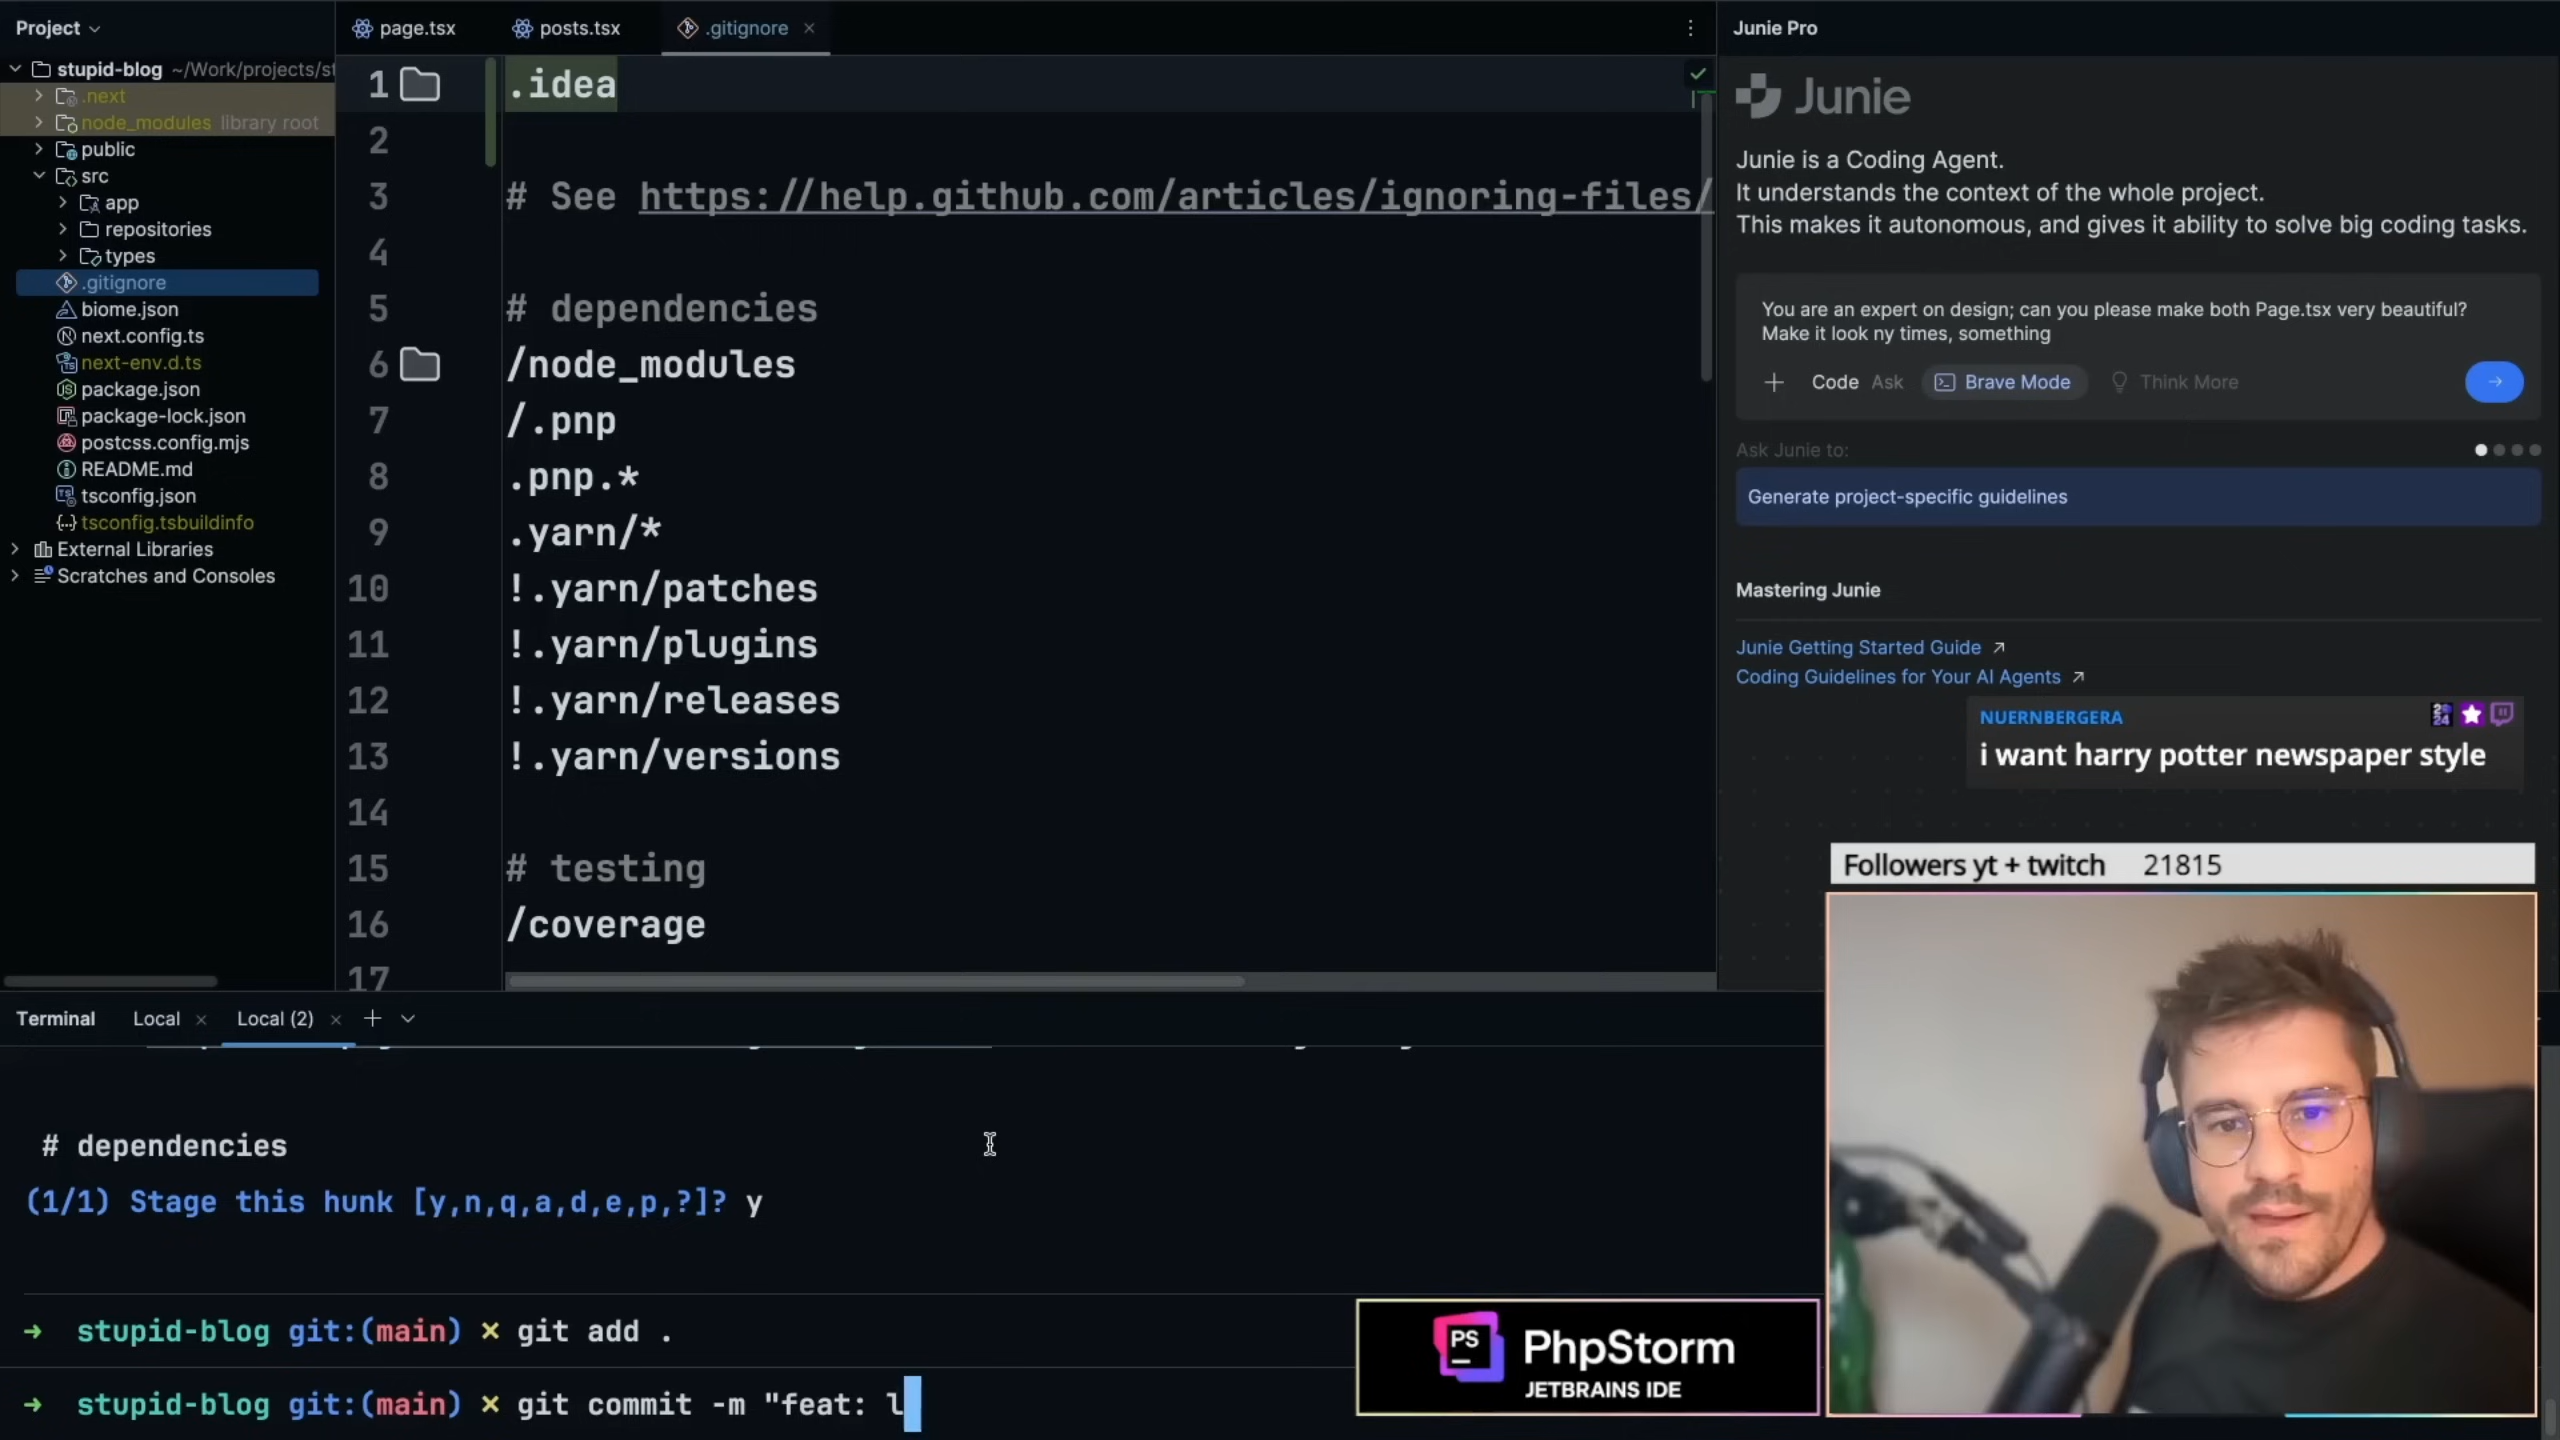 Project
stupid-blog ~/Work/projects/st
.next
node_modules library root
public
src
app
repositories
types
.gitignore
biome.json
next.config.ts
next-env.d.ts
package.json
package-lock.json
postcss.config.mjs
README.md
tsconfig.json
tsconfig.tsbuildinfo
External Libraries
Scratches and Consoles
page.tsx posts.tsx .gitignore
1 .idea
2
3 # See https://help.github.com/articles/ignoring-files/
4
5 # dependencies
6 /node_modules
7 /.pnp
8 .pnp.*
9 .yarn/*
10 !.yarn/patches
11 !.yarn/plugins
12 !.yarn/releases
13 !.yarn/versions
14
15 # testing
16 /coverage
17
Junie Pro
Junie
Junie is a Coding Agent.
It understands the context of the whole project.
This makes it autonomous, and gives it ability to solve big coding tasks.
You are an expert on design; can you please make both Page.tsx very beautiful?
Make it look ny times, something
Code Ask Brave Mode Think More
Ask Junie to:
Generate project-specific guidelines
Mastering Junie
Junie Getting Started Guide ↗
Coding Guidelines for Your AI Agents ↗
NUERNBERGERA
i want harry potter newspaper style
Followers yt + twitch 21815
Terminal Local Local (2)
# dependencies
(1/1) Stage this hunk [y,n,q,a,d,e,p,?]? y
→ stupid-blog git:(main) × git add .
→ stupid-blog git:(main) × git commit -m "feat: l
PS
PhpStorm
JETBRAINS IDE